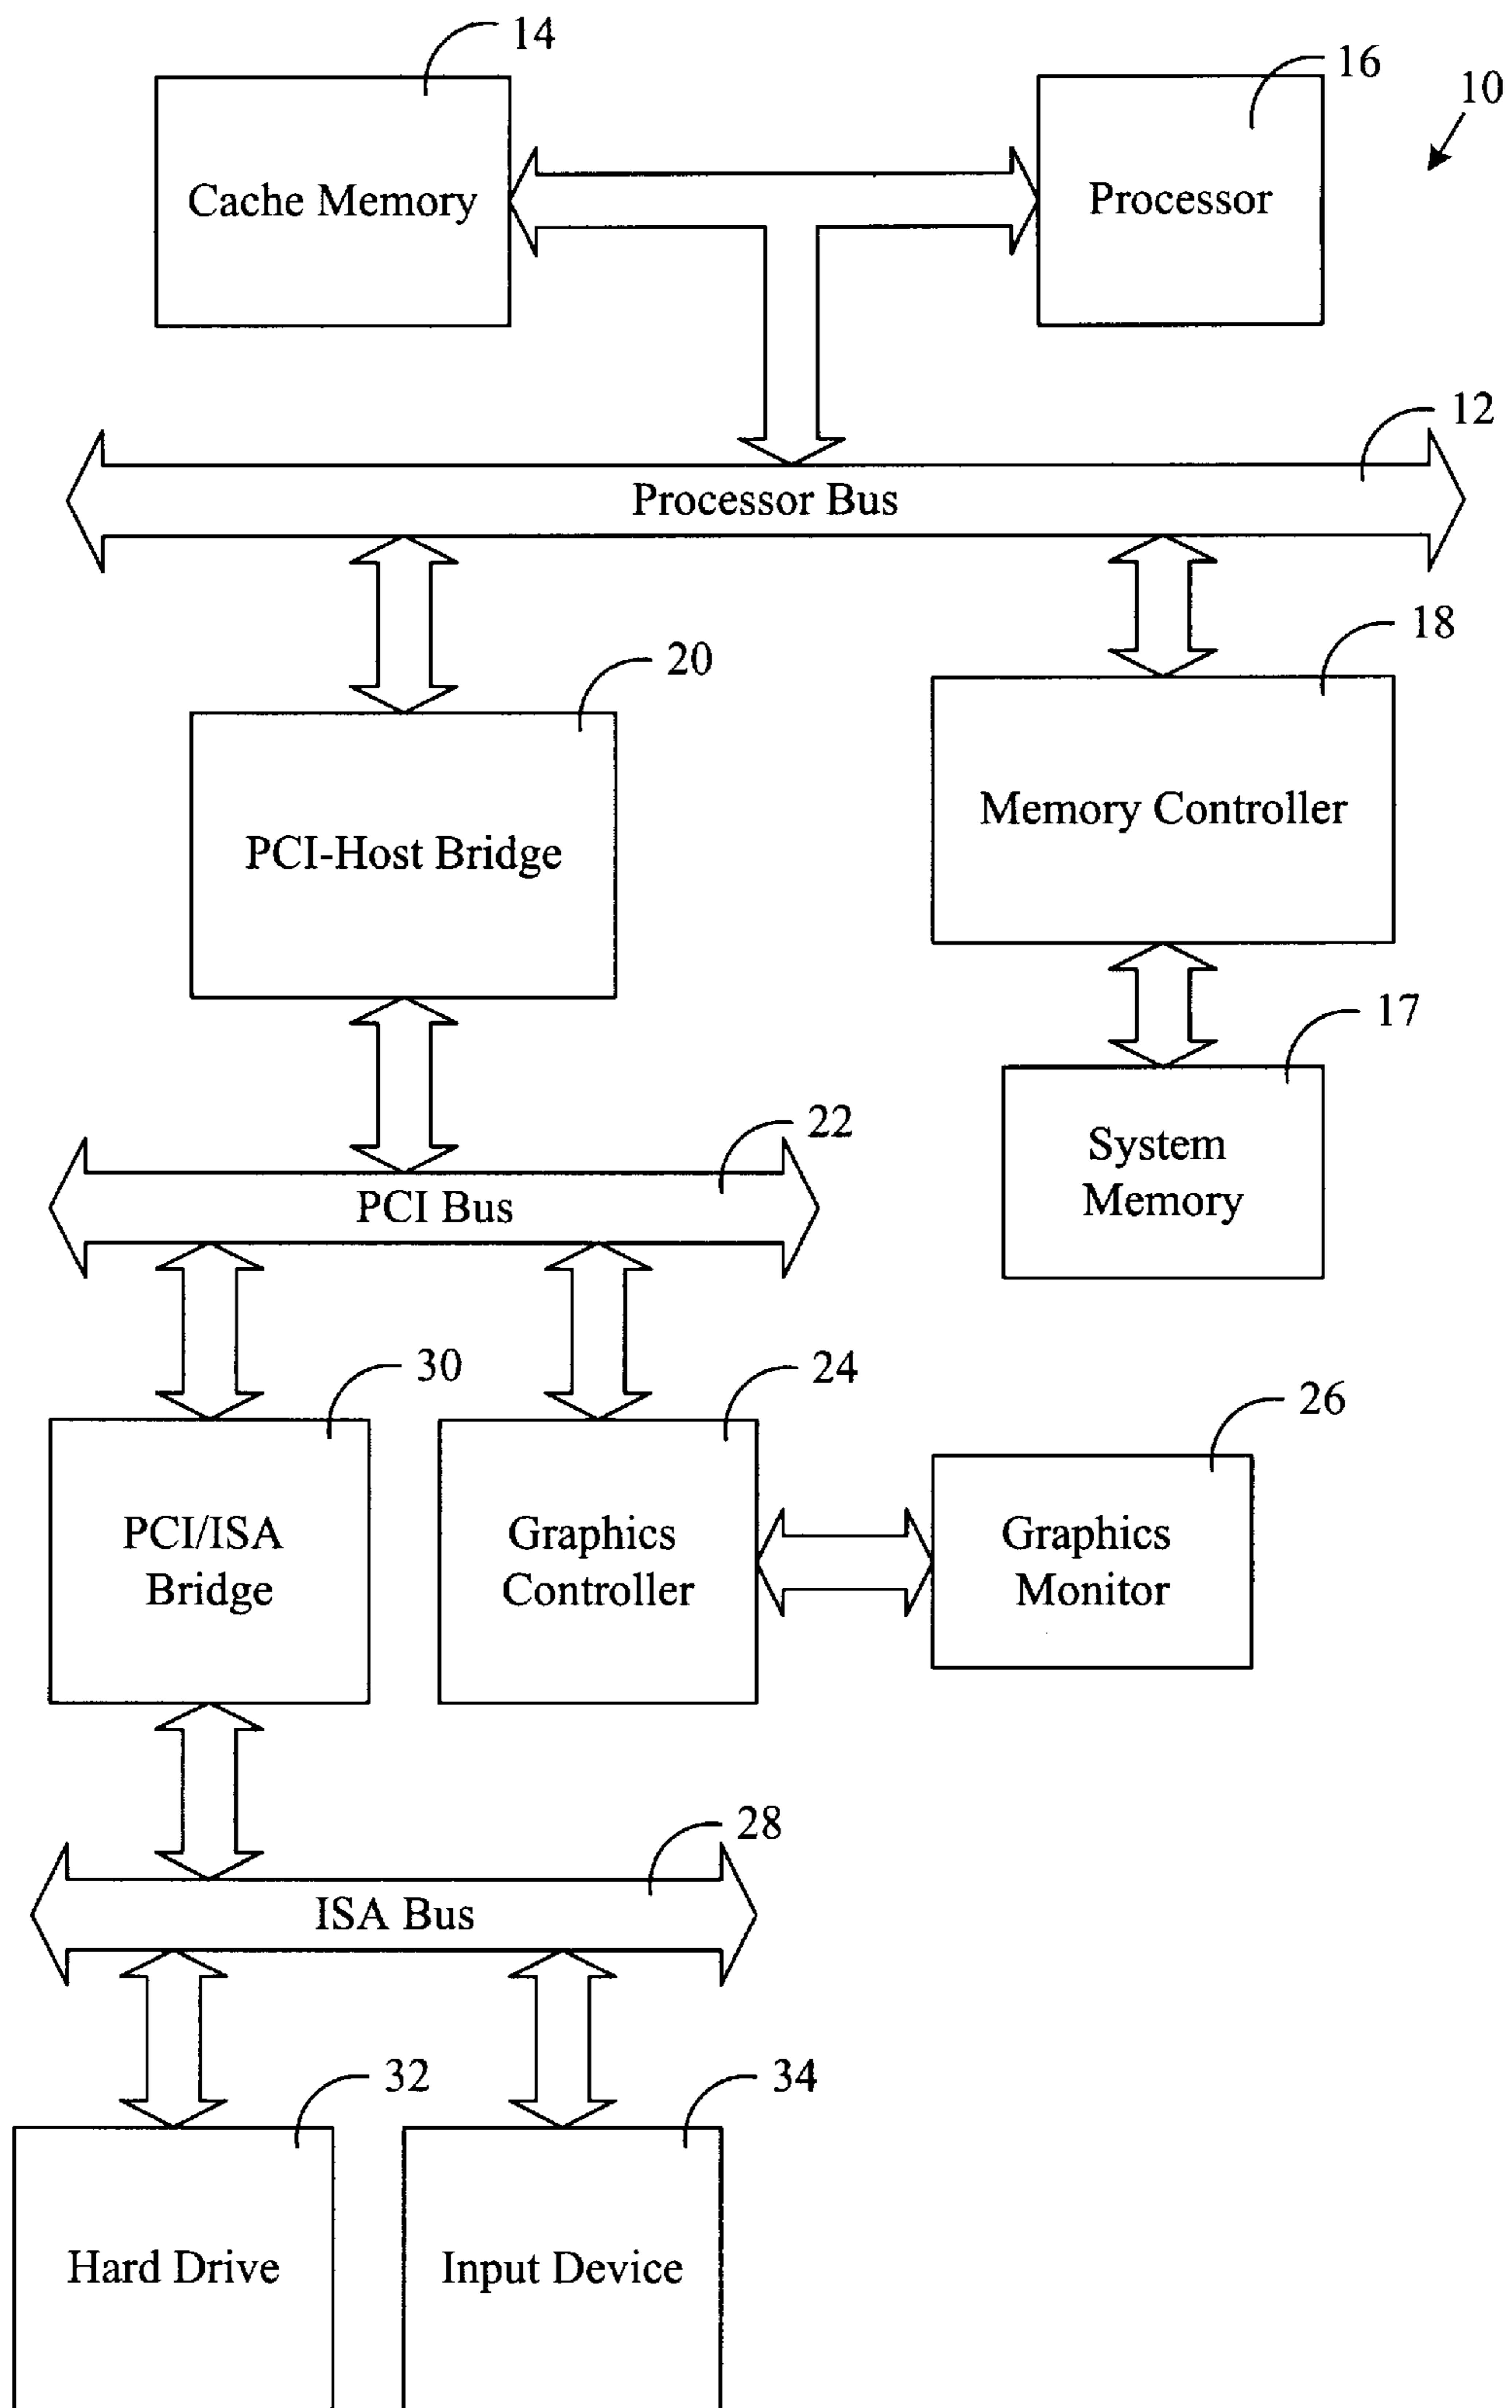 14
16
10
Cache Memory
Processor
12
Processor Bus
18
20
Memory Controller
PCI-Host Bridge
17
System
Memory
22
PCI Bus
30
24
26
PCI/ISA
Bridge
Graphics
Controller
Graphics
Monitor
28
ISA Bus
32
34
Hard Drive
Input Device